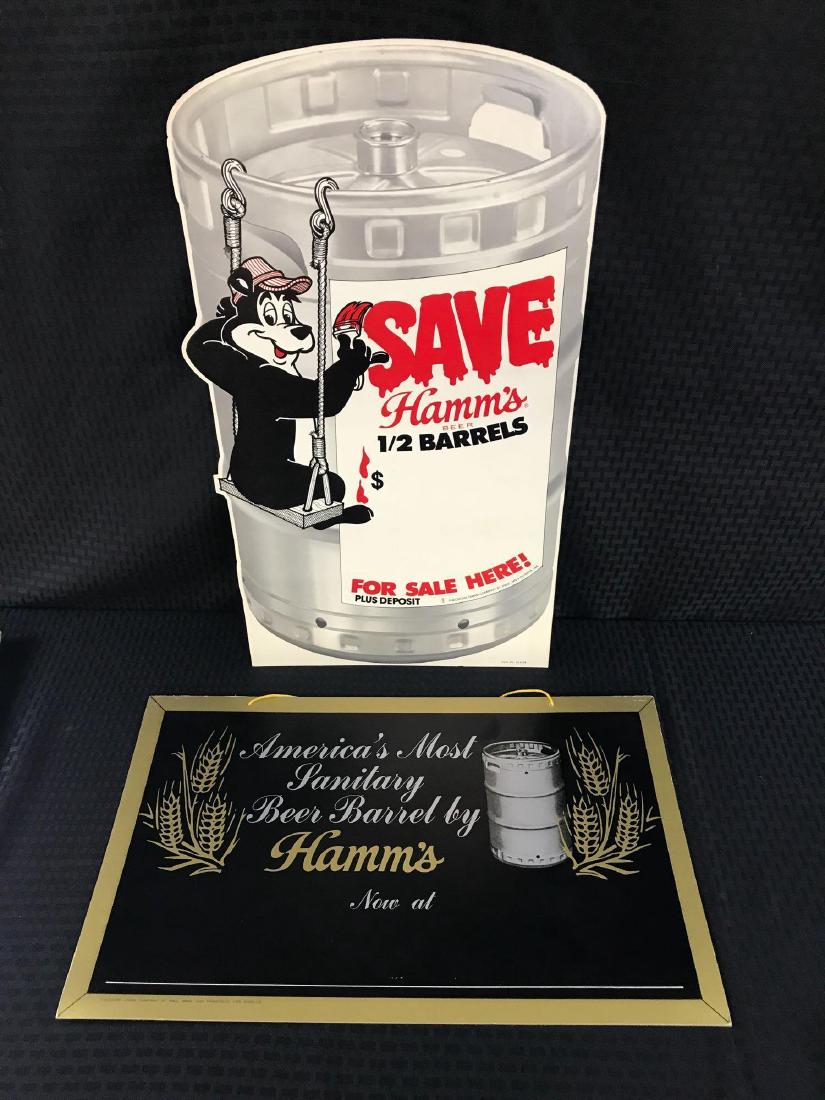 SAVE
Hamm's
BEER
1/2 BARRELS
$
FOR SALE HERE!
PLUS DEPOSIT
America's Most
Sanitary
Beer Barrel by
Hamm's
Now at